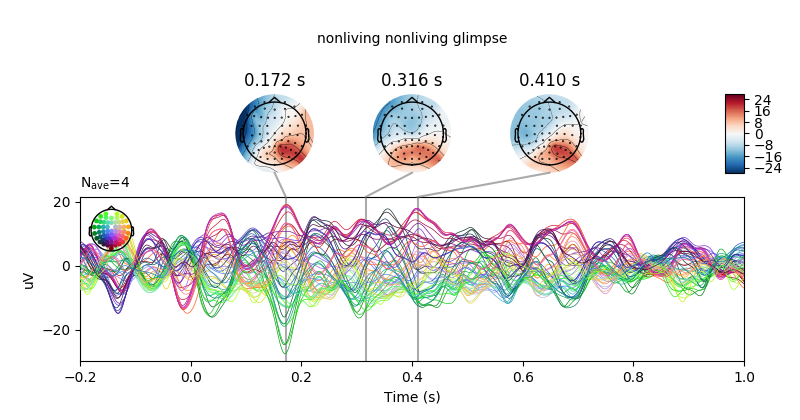 nonliving nonliving glimpse
0.172 s
0.316 s
0.410 s
24
16
8
0
−8
−16
−24
Nave=4
20
0
−20
uV
−0.2
0.0
0.2
0.4
0.6
0.8
1.0
Time (s)